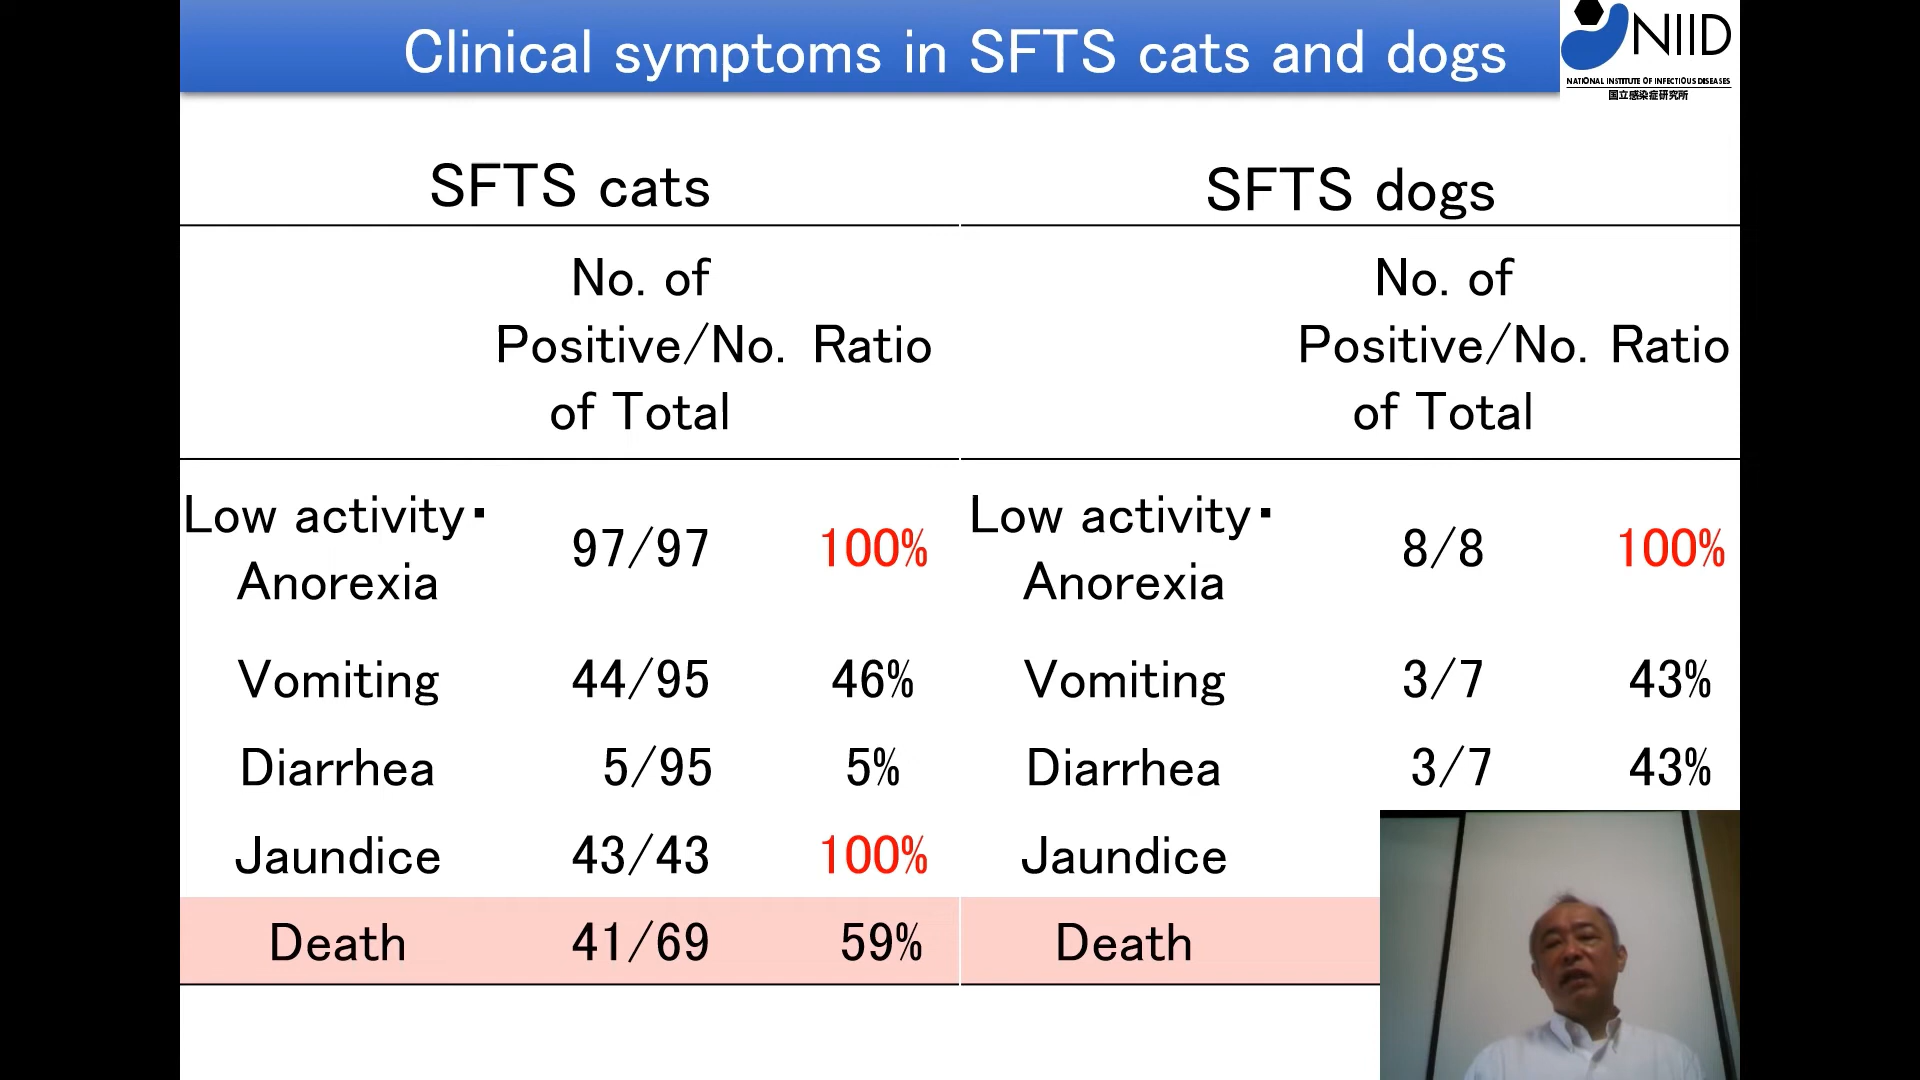 Clinical symptoms in SFTS cats and dogs
NIID
NATIONAL INSTITUTE OF INFECTIOUS DISEASES
国立感染症研究所
SFTS cats
No. of
Positive/No. Ratio
of Total
Low activity・
Anorexia
97/97 100%
Vomiting 44/95 46%
Diarrhea 5/95 5%
Jaundice 43/43 100%
Death 41/69 59%
SFTS dogs
No. of
Positive/No. Ratio
of Total
Low activity・
Anorexia
8/8 100%
Vomiting 3/7 43%
Diarrhea 3/7 43%
Jaundice
Death